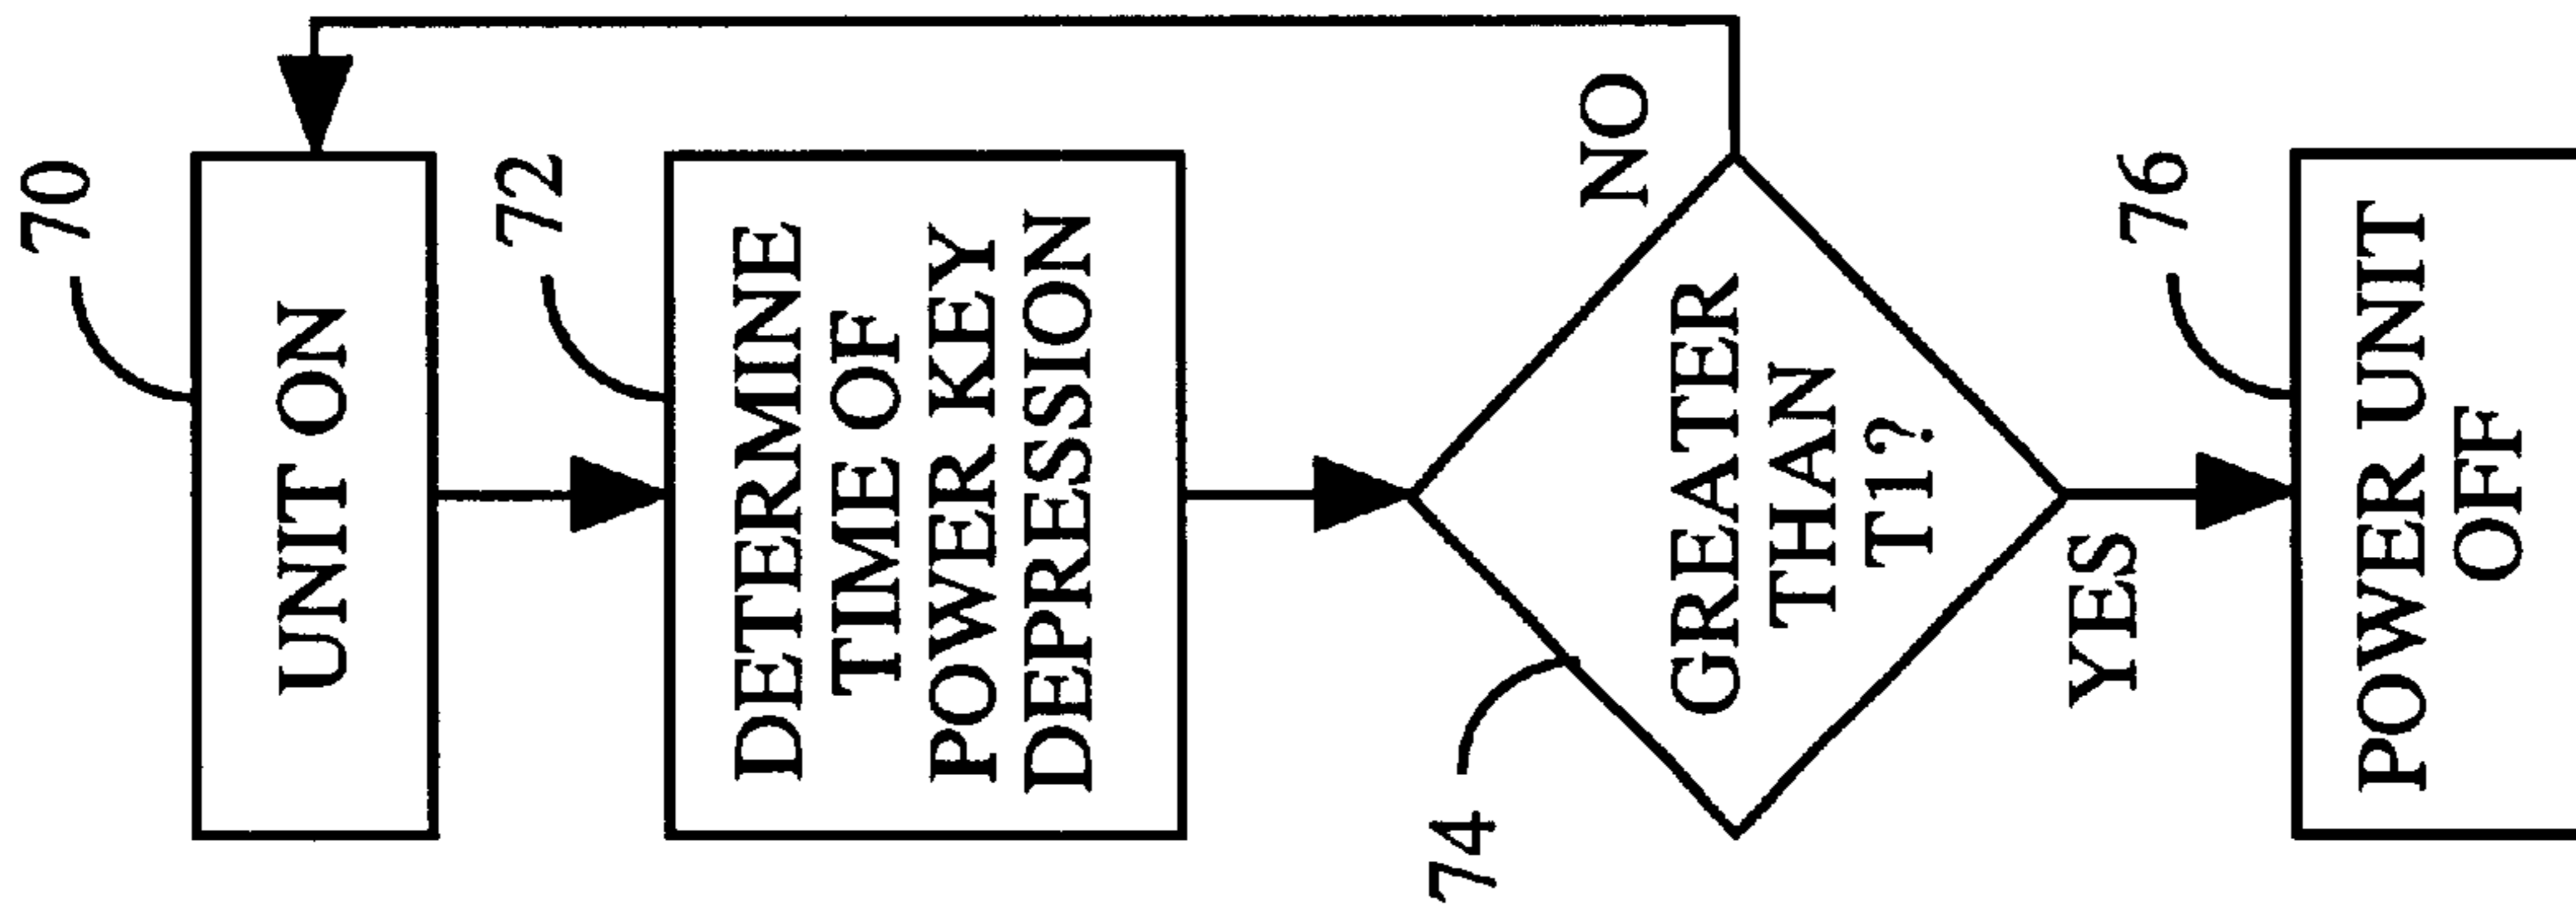 70
UNIT ON
72
DETERMINE
TIME OF
POWER KEY
DEPRESSION
NO
74
GREATER
THAN
T1?
YES
76
POWER UNIT
OFF